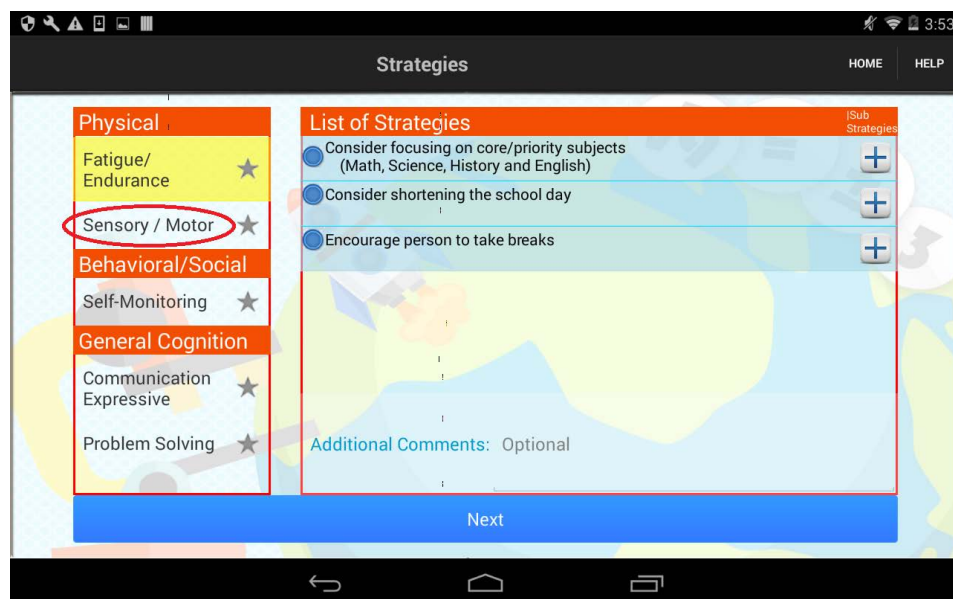 3:53
Strategies
HOME
HELP
Physical
Fatigue/
Endurance
Sensory / Motor
Behavioral/Social
Self-Monitoring
General Cognition
Communication
Expressive
Problem Solving
List of Strategies
|Sub
Strategies
Consider focusing on core/priority subjects
(Math, Science, History and English)
Consider shortening the school day
Encourage person to take breaks
Additional Comments: Optional
Next